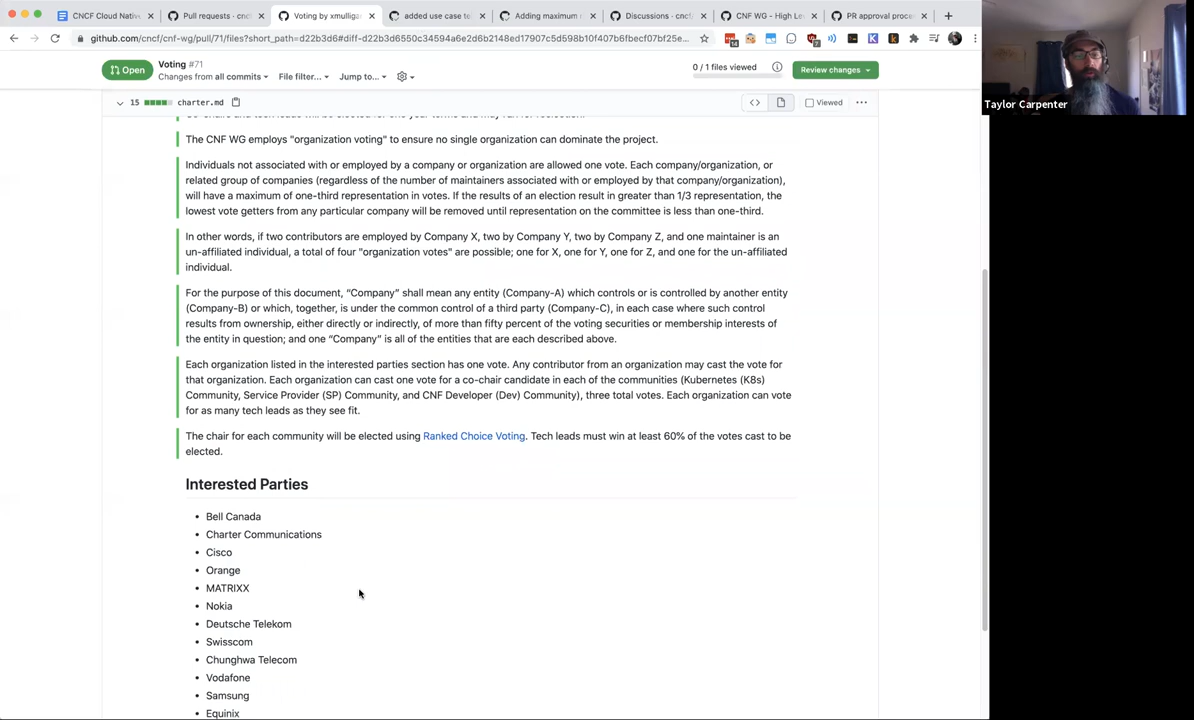 CNCF Cloud Native
Pull requests · cnc
Voting by xmulligan
added use case to
Adding maximum r
Discussions · cncf/
CNF WG - High Le
PR approval proce
github.com/cncf/cnf-wg/pull/71/files?short_path=d22b3d6#diff-d22b3d6550c34594a6e2d6b2148ed17907c5d598b10f407b6fbecf07bf25e...
Open
Voting #71
Changes from all commits
File filter...
Jump to...
0 / 1 files viewed
Review changes
15
charter.md
Viewed
The CNF WG employs "organization voting" to ensure no single organization can dominate the project.
Individuals not associated with or employed by a company or organization are allowed one vote. Each company/organization, or
related group of companies (regardless of the number of maintainers associated with or employed by that company/organization),
will have a maximum of one-third representation in votes. If the results of an election result in greater than 1/3 representation, the
lowest vote getters from any particular company will be removed until representation on the committee is less than one-third.
In other words, if two contributors are employed by Company X, two by Company Y, two by Company Z, and one maintainer is an
un-affiliated individual, a total of four "organization votes" are possible; one for X, one for Y, one for Z, and one for the un-affiliated
individual.
For the purpose of this document, “Company” shall mean any entity (Company-A) which controls or is controlled by another entity
(Company-B) or which, together, is under the common control of a third party (Company-C), in each case where such control
results from ownership, either directly or indirectly, of more than fifty percent of the voting securities or membership interests of
the entity in question; and one “Company” is all of the entities that are each described above.
Each organization listed in the interested parties section has one vote. Any contributor from an organization may cast the vote for
that organization. Each organization can cast one vote for a co-chair candidate in each of the communities (Kubernetes (K8s)
Community, Service Provider (SP) Community, and CNF Developer (Dev) Community), three total votes. Each organization can vote
for as many tech leads as they see fit.
The chair for each community will be elected using Ranked Choice Voting. Tech leads must win at least 60% of the votes cast to be
elected.
Interested Parties
Bell Canada
Charter Communications
Cisco
Orange
MATRIXX
Nokia
Deutsche Telekom
Swisscom
Chunghwa Telecom
Vodafone
Samsung
Equinix
Taylor Carpenter